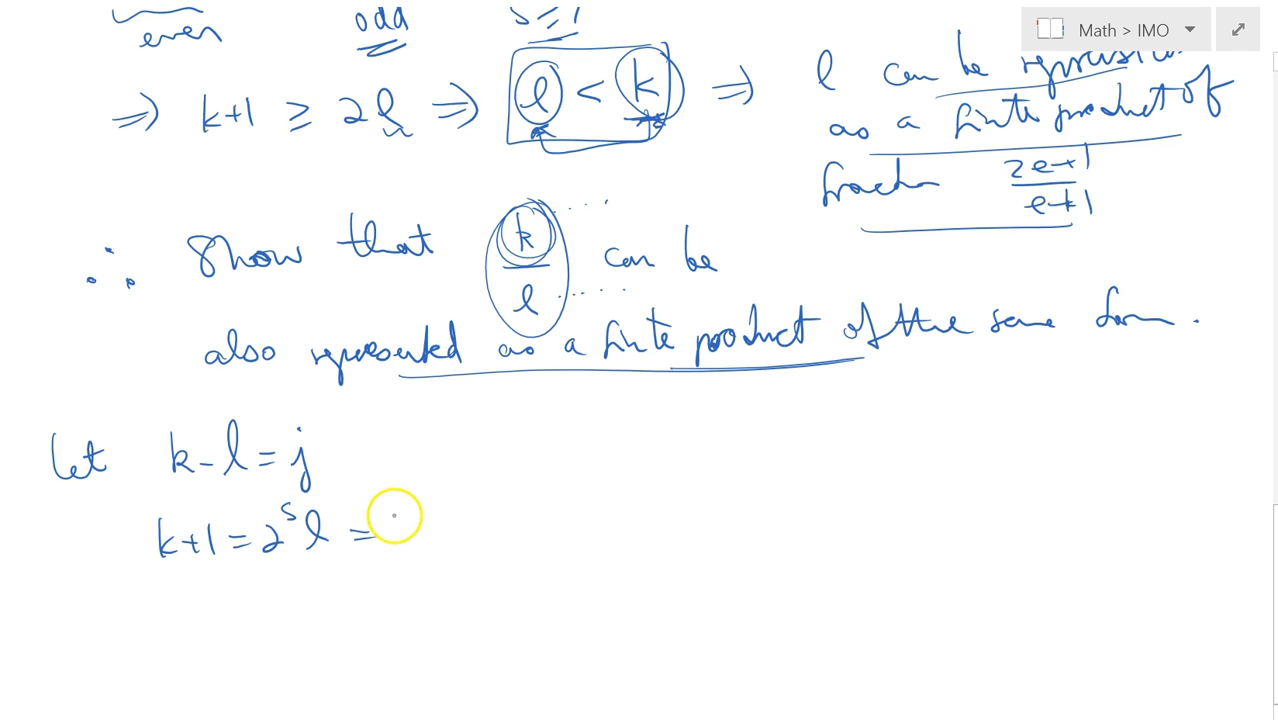 even odd s ≥ 1
Math > IMO
⇒ k+1 ≥ 2l ⇒ l < k ⇒ l can be
as a finite product of
fraction 2e+1/e+1
∴ Show that k/l can be
also represented as a finite product of the same form.
Let k-l=j
k+1=2^s l =